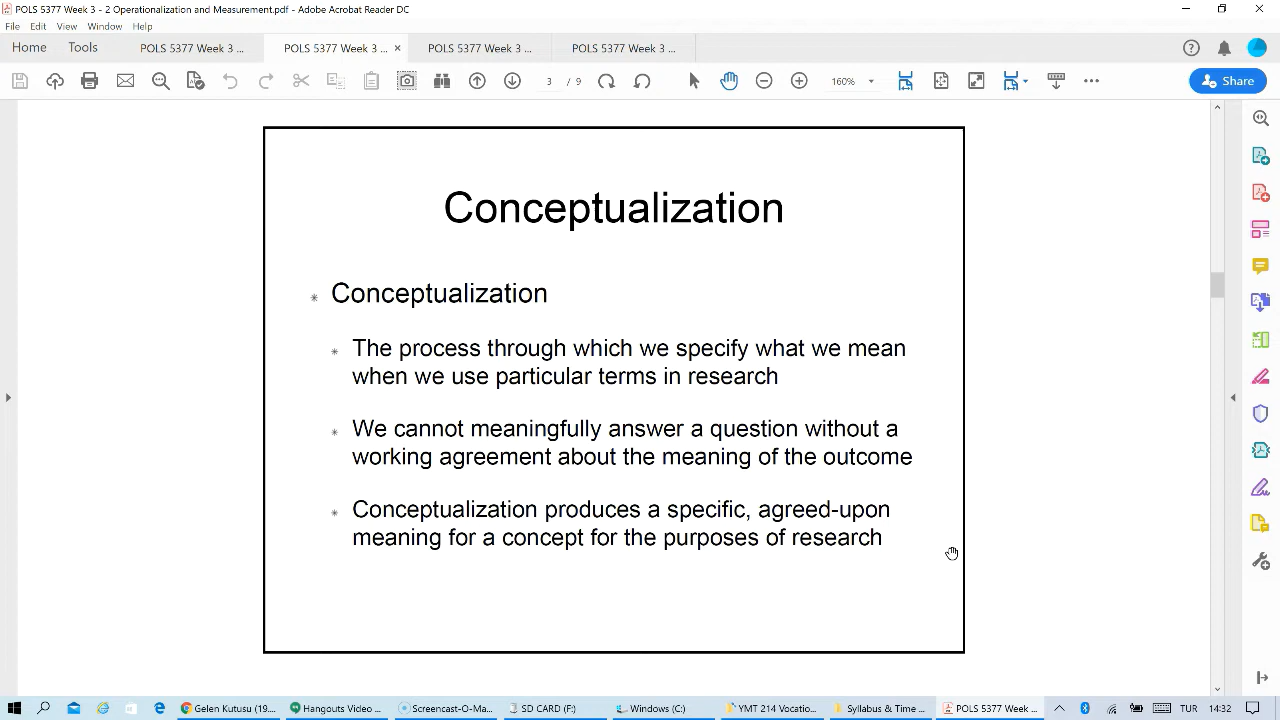 POLS 5377 Week 3 - 2 Operationalization and Measurement.pdf - Adobe Acrobat Reader DC
File Edit View Window Help
Home Tools POLS 5377 Week 3 ... POLS 5377 Week 3 ... × POLS 5377 Week 3 ... POLS 5377 Week 3 ...
3 / 9 160% Share
Conceptualization
* Conceptualization
* The process through which we specify what we mean
when we use particular terms in research
* We cannot meaningfully answer a question without a
working agreement about the meaning of the outcome
* Conceptualization produces a specific, agreed-upon
meaning for a concept for the purposes of research
Gelen Kutusu (19... Hangouts Video ... Screencast-O-Ma... SD CARD (F:) Windows (C:) YMT 214 Vocatio... Syllabus & Time ... POLS 5377 Week ... TUR 14:32